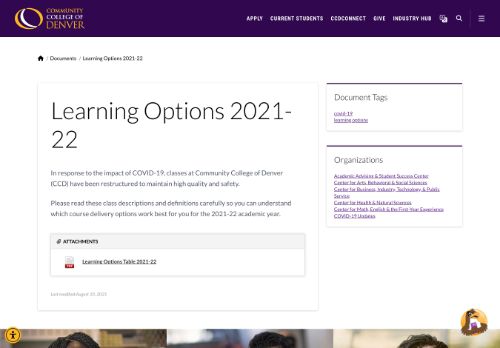 COMMUNITY
COLLEGE OF
DENVER
APPLY CURRENT STUDENTS CCDCONNECT GIVE INDUSTRY HUB
/ Documents / Learning Options 2021-22
Learning Options 2021-
22
In response to the impact of COVID-19, classes at Community College of Denver
(CCD) have been restructured to maintain high quality and safety.
Please read these class descriptions and definitions carefully so you can understand
which course delivery options work best for you for the 2021-22 academic year.
ATTACHMENTS
Learning Options Table 2021-22
Last modified August 10, 2021
Document Tags
covid-19
learning options
Organizations
Academic Advising & Student Success Center
Center for Arts, Behavioral & Social Sciences
Center for Business, Industry, Technology & Public
Service
Center for Health & Natural Sciences
Center for Math, English & the First-Year Experience
COVID-19 Updates